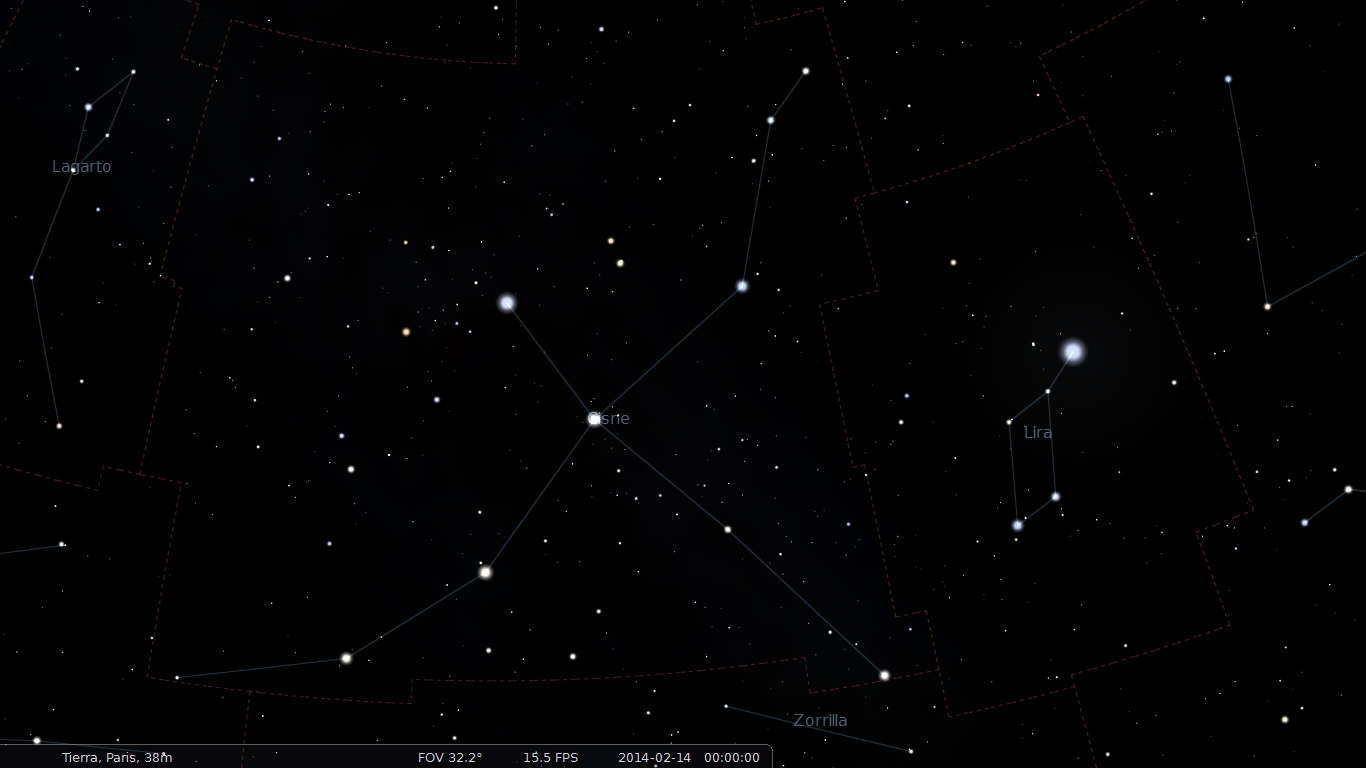 Lagarto
Cisne
Lira
Zorrilla
Tierra, Paris, 38m FOV 32.2° 15.5 FPS 2014-02-14 00:00:00